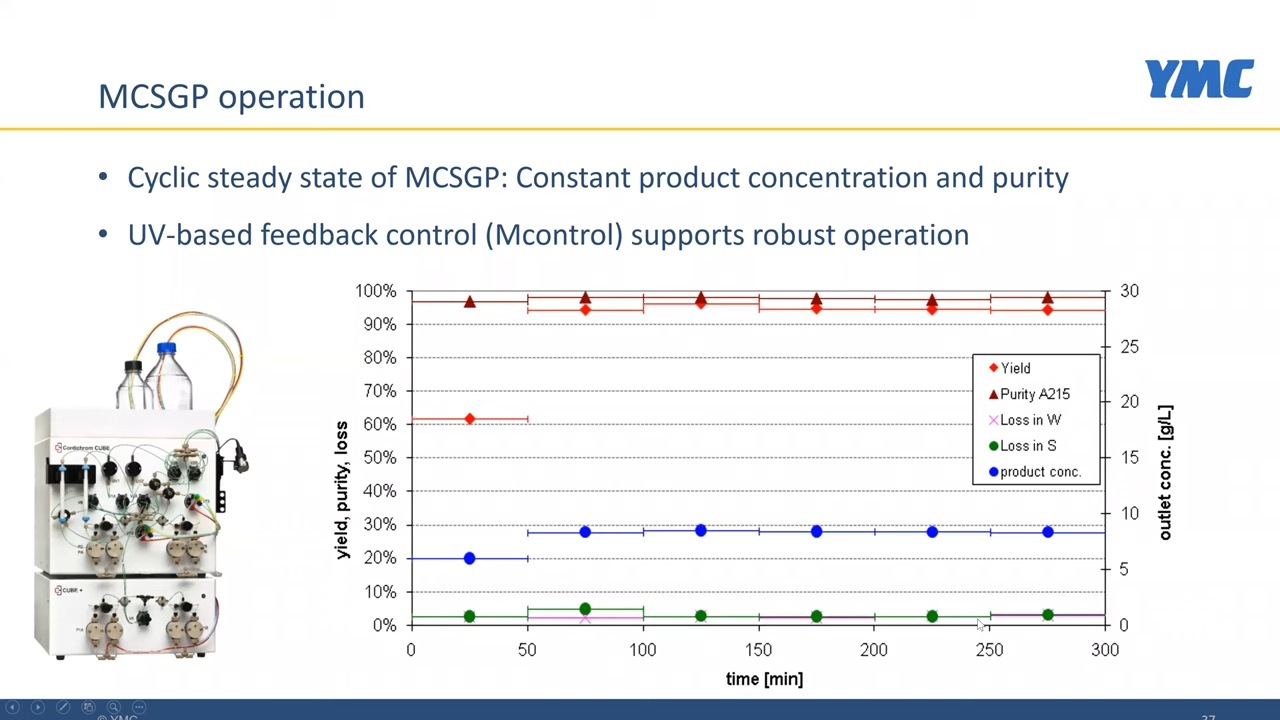 MCSGP operation
YMC
• Cyclic steady state of MCSGP: Constant product concentration and purity
• UV-based feedback control (Mcontrol) supports robust operation
100%
90%
80%
70%
60%
50%
40%
30%
20%
10%
0%
yield, purity, loss
30
25
20
15
10
5
0
outlet conc. [g/L]
Yield
Purity A215
Loss in W
Loss in S
product conc.
0 50 100 150 200 250 300
time [min]
Contichrom CUBE
CUBE +
© YMC
37